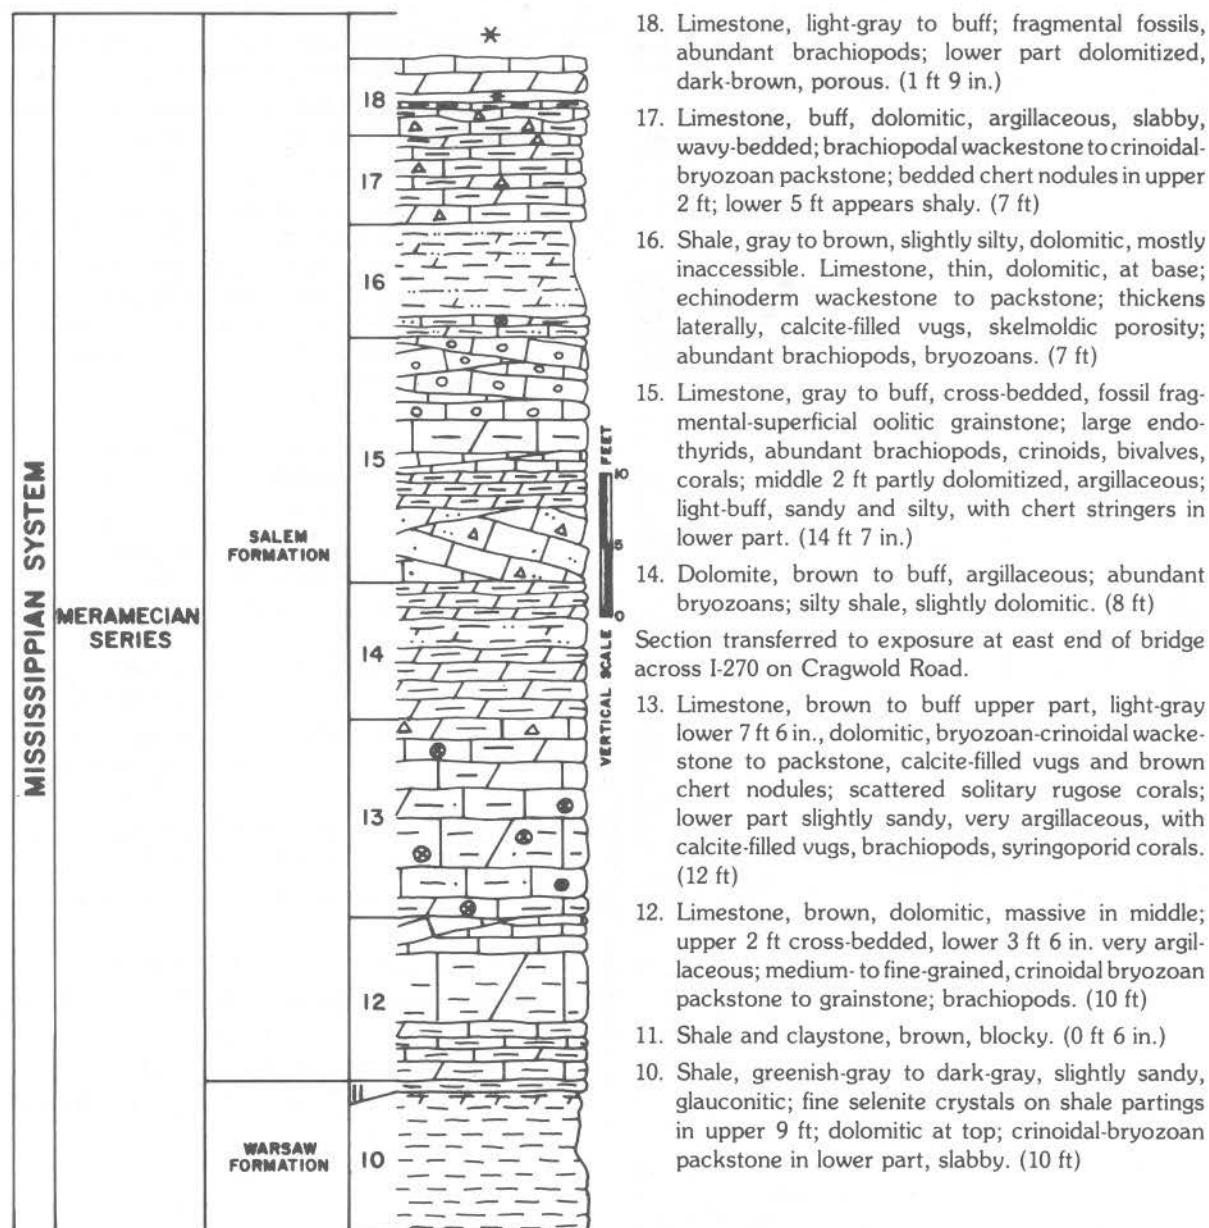 MISSISSIPPIAN SYSTEM
MERAMECIAN
SERIES
SALEM
FORMATION
WARSAW
FORMATION
18
17
16
15
14
13
12
11
10
VERTICAL SCALE FEET
10
5
0
18. Limestone, light-gray to buff; fragmental fossils,
abundant brachiopods; lower part dolomitized,
dark-brown, porous. (1 ft 9 in.)
17. Limestone, buff, dolomitic, argillaceous, slabby,
wavy-bedded; brachiopodal wackestone to crinoidal-
bryozoan packstone; bedded chert nodules in upper
2 ft; lower 5 ft appears shaly. (7 ft)
16. Shale, gray to brown, slightly silty, dolomitic, mostly
inaccessible. Limestone, thin, dolomitic, at base;
echinoderm wackestone to packstone; thickens
laterally, calcite-filled vugs, skelmoldic porosity;
abundant brachiopods, bryozoans. (7 ft)
15. Limestone, gray to buff, cross-bedded, fossil frag-
mental-superficial oolitic grainstone; large endo-
thyrids, abundant brachiopods, crinoids, bivalves,
corals; middle 2 ft partly dolomitized, argillaceous;
light-buff, sandy and silty, with chert stringers in
lower part. (14 ft 7 in.)
14. Dolomite, brown to buff, argillaceous; abundant
bryozoans; silty shale, slightly dolomitic. (8 ft)
Section transferred to exposure at east end of bridge
across I-270 on Cragwold Road.
13. Limestone, brown to buff upper part, light-gray
lower 7 ft 6 in., dolomitic, bryozoan-crinoidal wacke-
stone to packstone, calcite-filled vugs and brown
chert nodules; scattered solitary rugose corals;
lower part slightly sandy, very argillaceous, with
calcite-filled vugs, brachiopods, syringoporid corals.
(12 ft)
12. Limestone, brown, dolomitic, massive in middle;
upper 2 ft cross-bedded, lower 3 ft 6 in. very argil-
laceous; medium- to fine-grained, crinoidal bryozoan
packstone to grainstone; brachiopods. (10 ft)
11. Shale and claystone, brown, blocky. (0 ft 6 in.)
10. Shale, greenish-gray to dark-gray, slightly sandy,
glauconitic; fine selenite crystals on shale partings
in upper 9 ft; dolomitic at top; crinoidal-bryozoan
packstone in lower part, slabby. (10 ft)